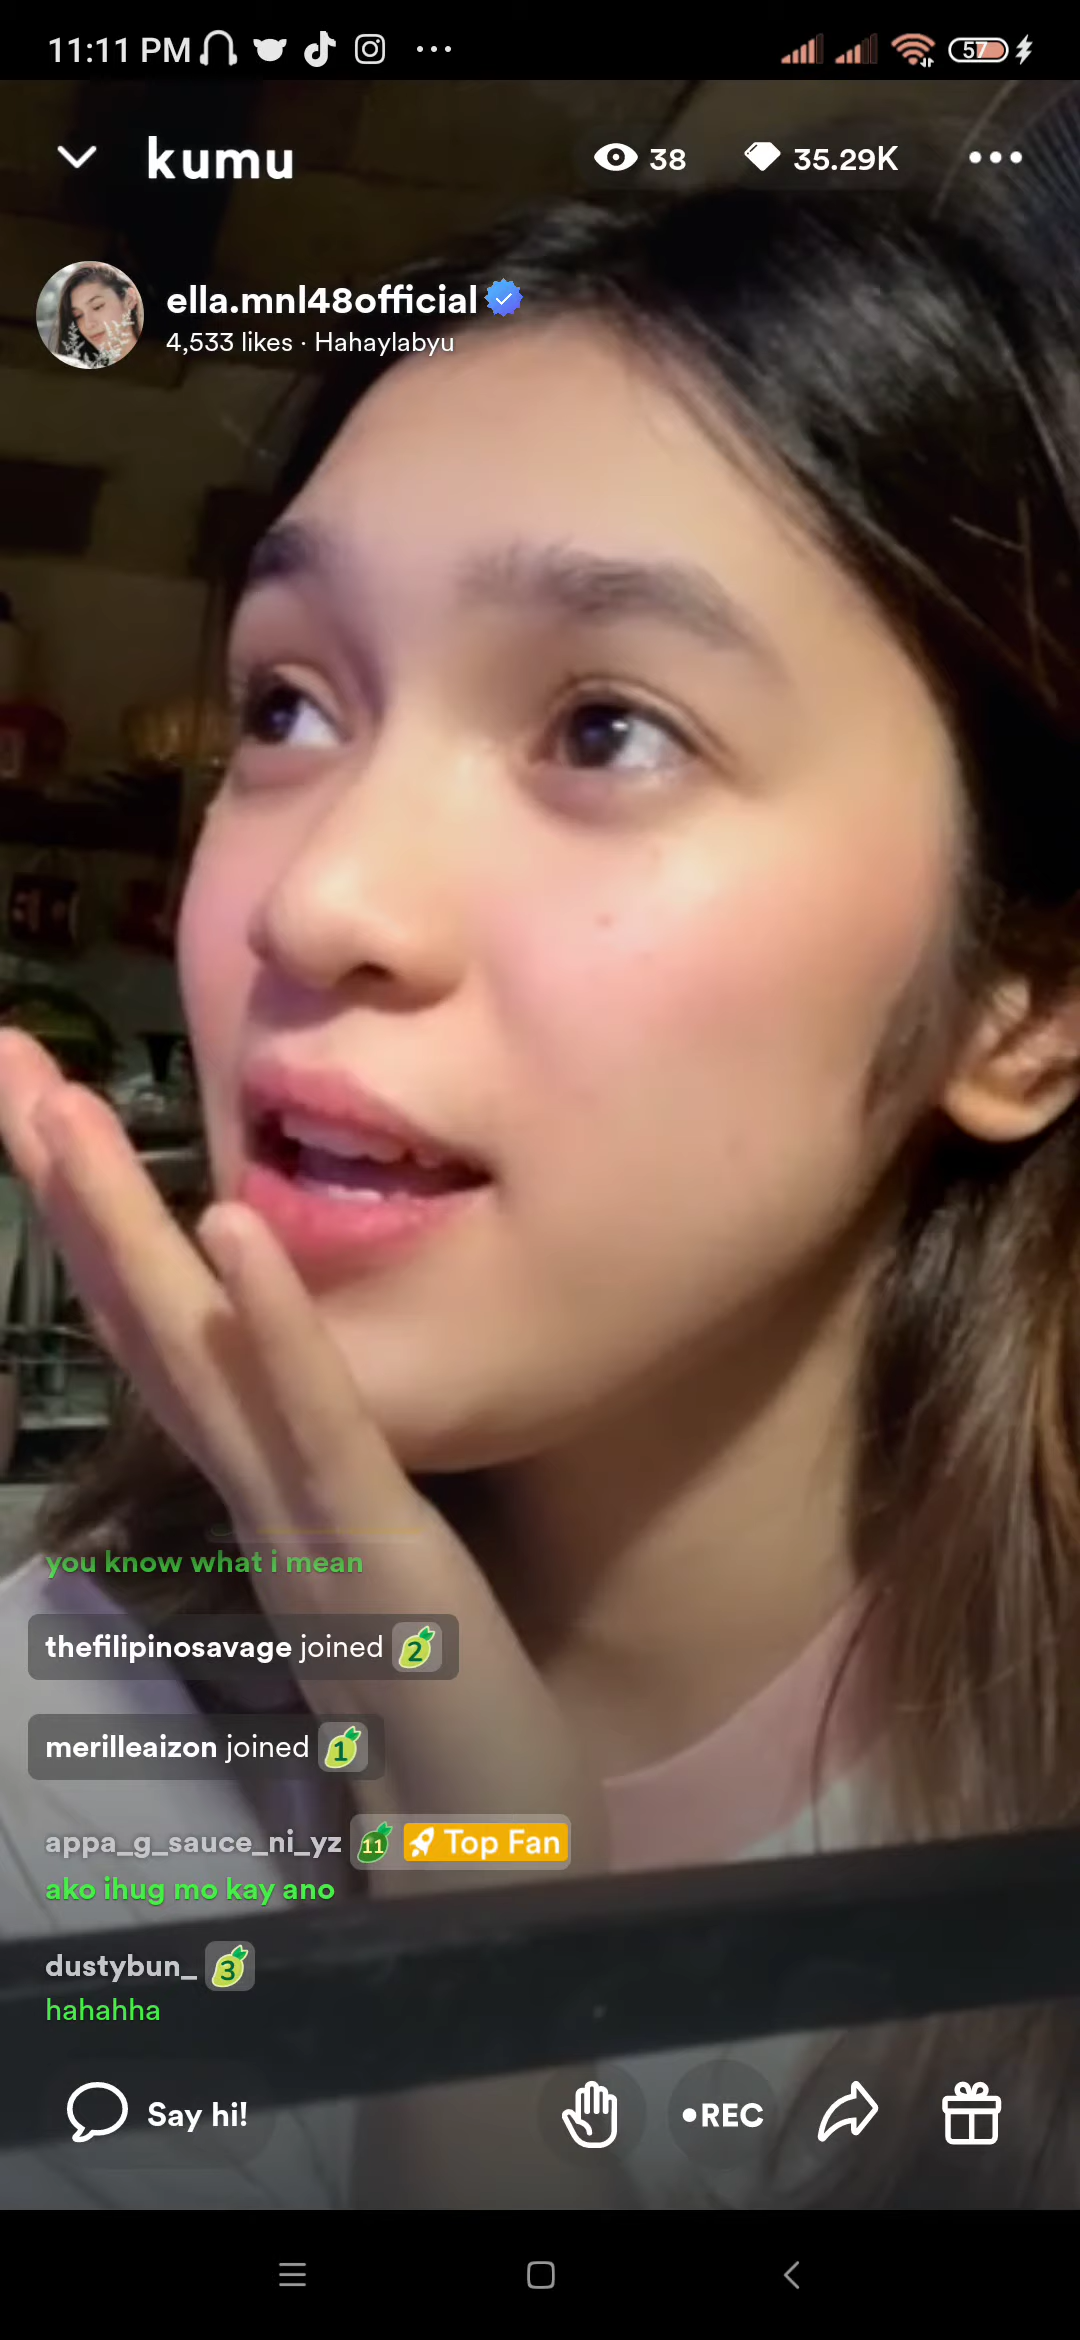 11:11 PM
57
kumu
38
35.29K
ella.mnl48official
4,533 likes · Hahaylabyu
you know what i mean
thefilipinosavage joined 2
merilleaizon joined 1
appa_g_sauce_ni_yz 11 Top Fan
ako ihug mo kay ano
dustybun_ 3
hahahha
Say hi!
•REC